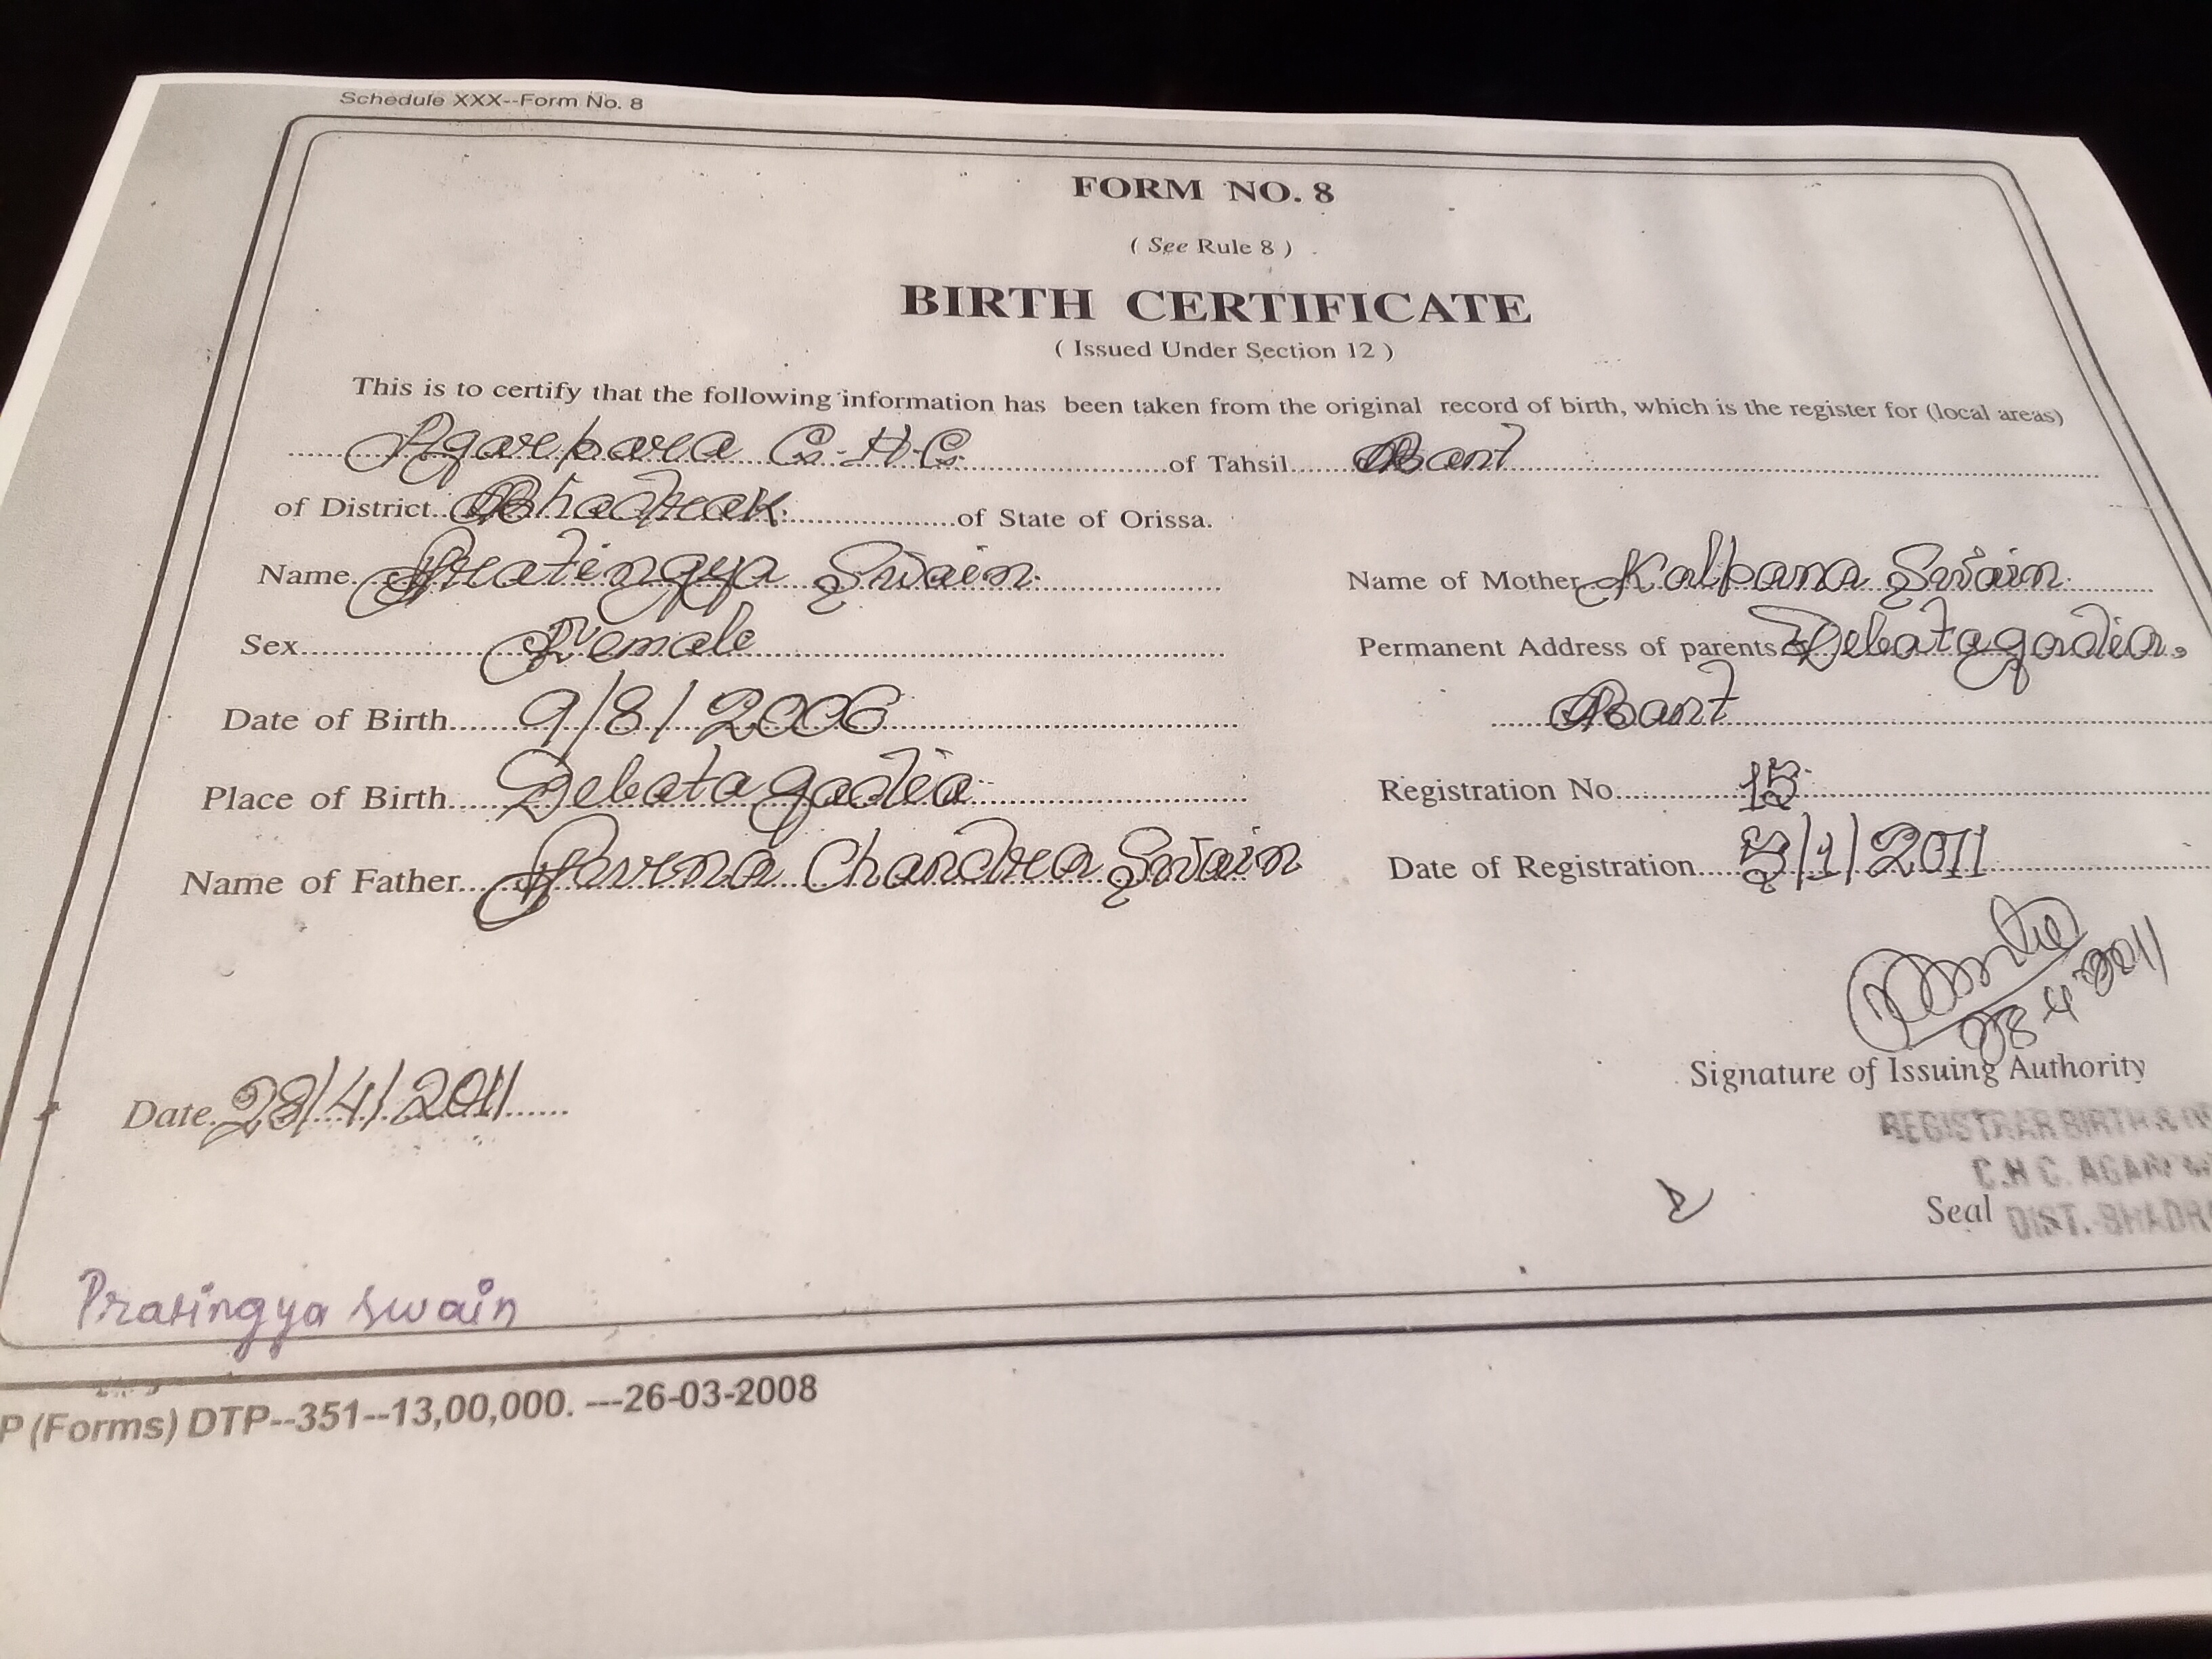 Schedule XXX--Form No. 8
FORM NO. 8
( See Rule 8 )
BIRTH CERTIFICATE
( Issued Under Section 12 )
This is to certify that the following information has been taken from the original record of birth, which is the register for (local areas)
Agarpara C.H.C. of Tahsil Bant
of District Bhadrak of State of Orissa.
Name Pratingya Swain
Name of Mother Kalpana Swain
Sex Female
Permanent Address of parents Debatagadia,
Date of Birth 9/8/2006
Bant
Place of Birth Debatagadia
Registration No. 15
Name of Father Chandra Swain
Date of Registration 5/1/2011
28 4 2011
Signature of Issuing Authority
Date 28/4/2011
REGISTRAR BIRTH &
C.H.C.
Seal DIST.
Pratingya swain
P (Forms) DTP--351--13,00,000. ---26-03-2008